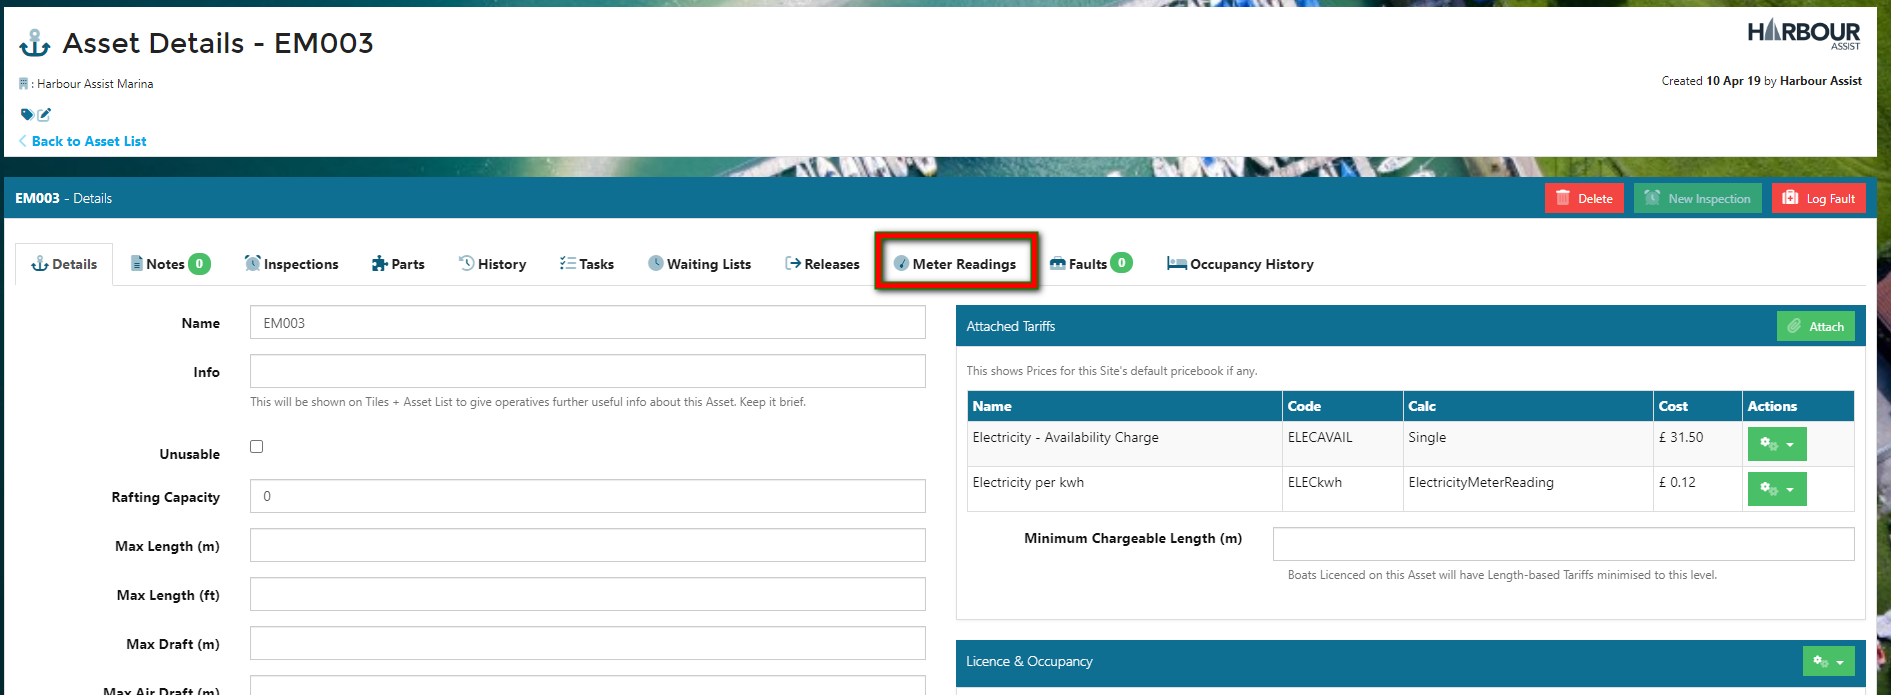 Asset Details - EM003
HARBOUR
ASSIST
: Harbour Assist Marina
Created 10 Apr 19 by Harbour Assist
Back to Asset List
EM003 - Details
Delete
New Inspection
Log Fault
Details
Notes 0
Inspections
Parts
History
Tasks
Waiting Lists
Releases
Meter Readings
Faults 0
Occupancy History
Name
EM003
Info
This will be shown on Tiles + Asset List to give operatives further useful info about this Asset. Keep it brief.
Unusable
Rafting Capacity
0
Max Length (m)
Max Length (ft)
Max Draft (m)
Max Air Draft (m)
Attached Tariffs
Attach
This shows Prices for this Site's default pricebook if any.
Name Code Calc Cost Actions
Electricity - Availability Charge ELECAVAIL Single £ 31.50
Electricity per kwh ELECkwh ElectricityMeterReading £ 0.12
Minimum Chargeable Length (m)
Boats Licenced on this Asset will have Length-based Tariffs minimised to this level.
Licence & Occupancy